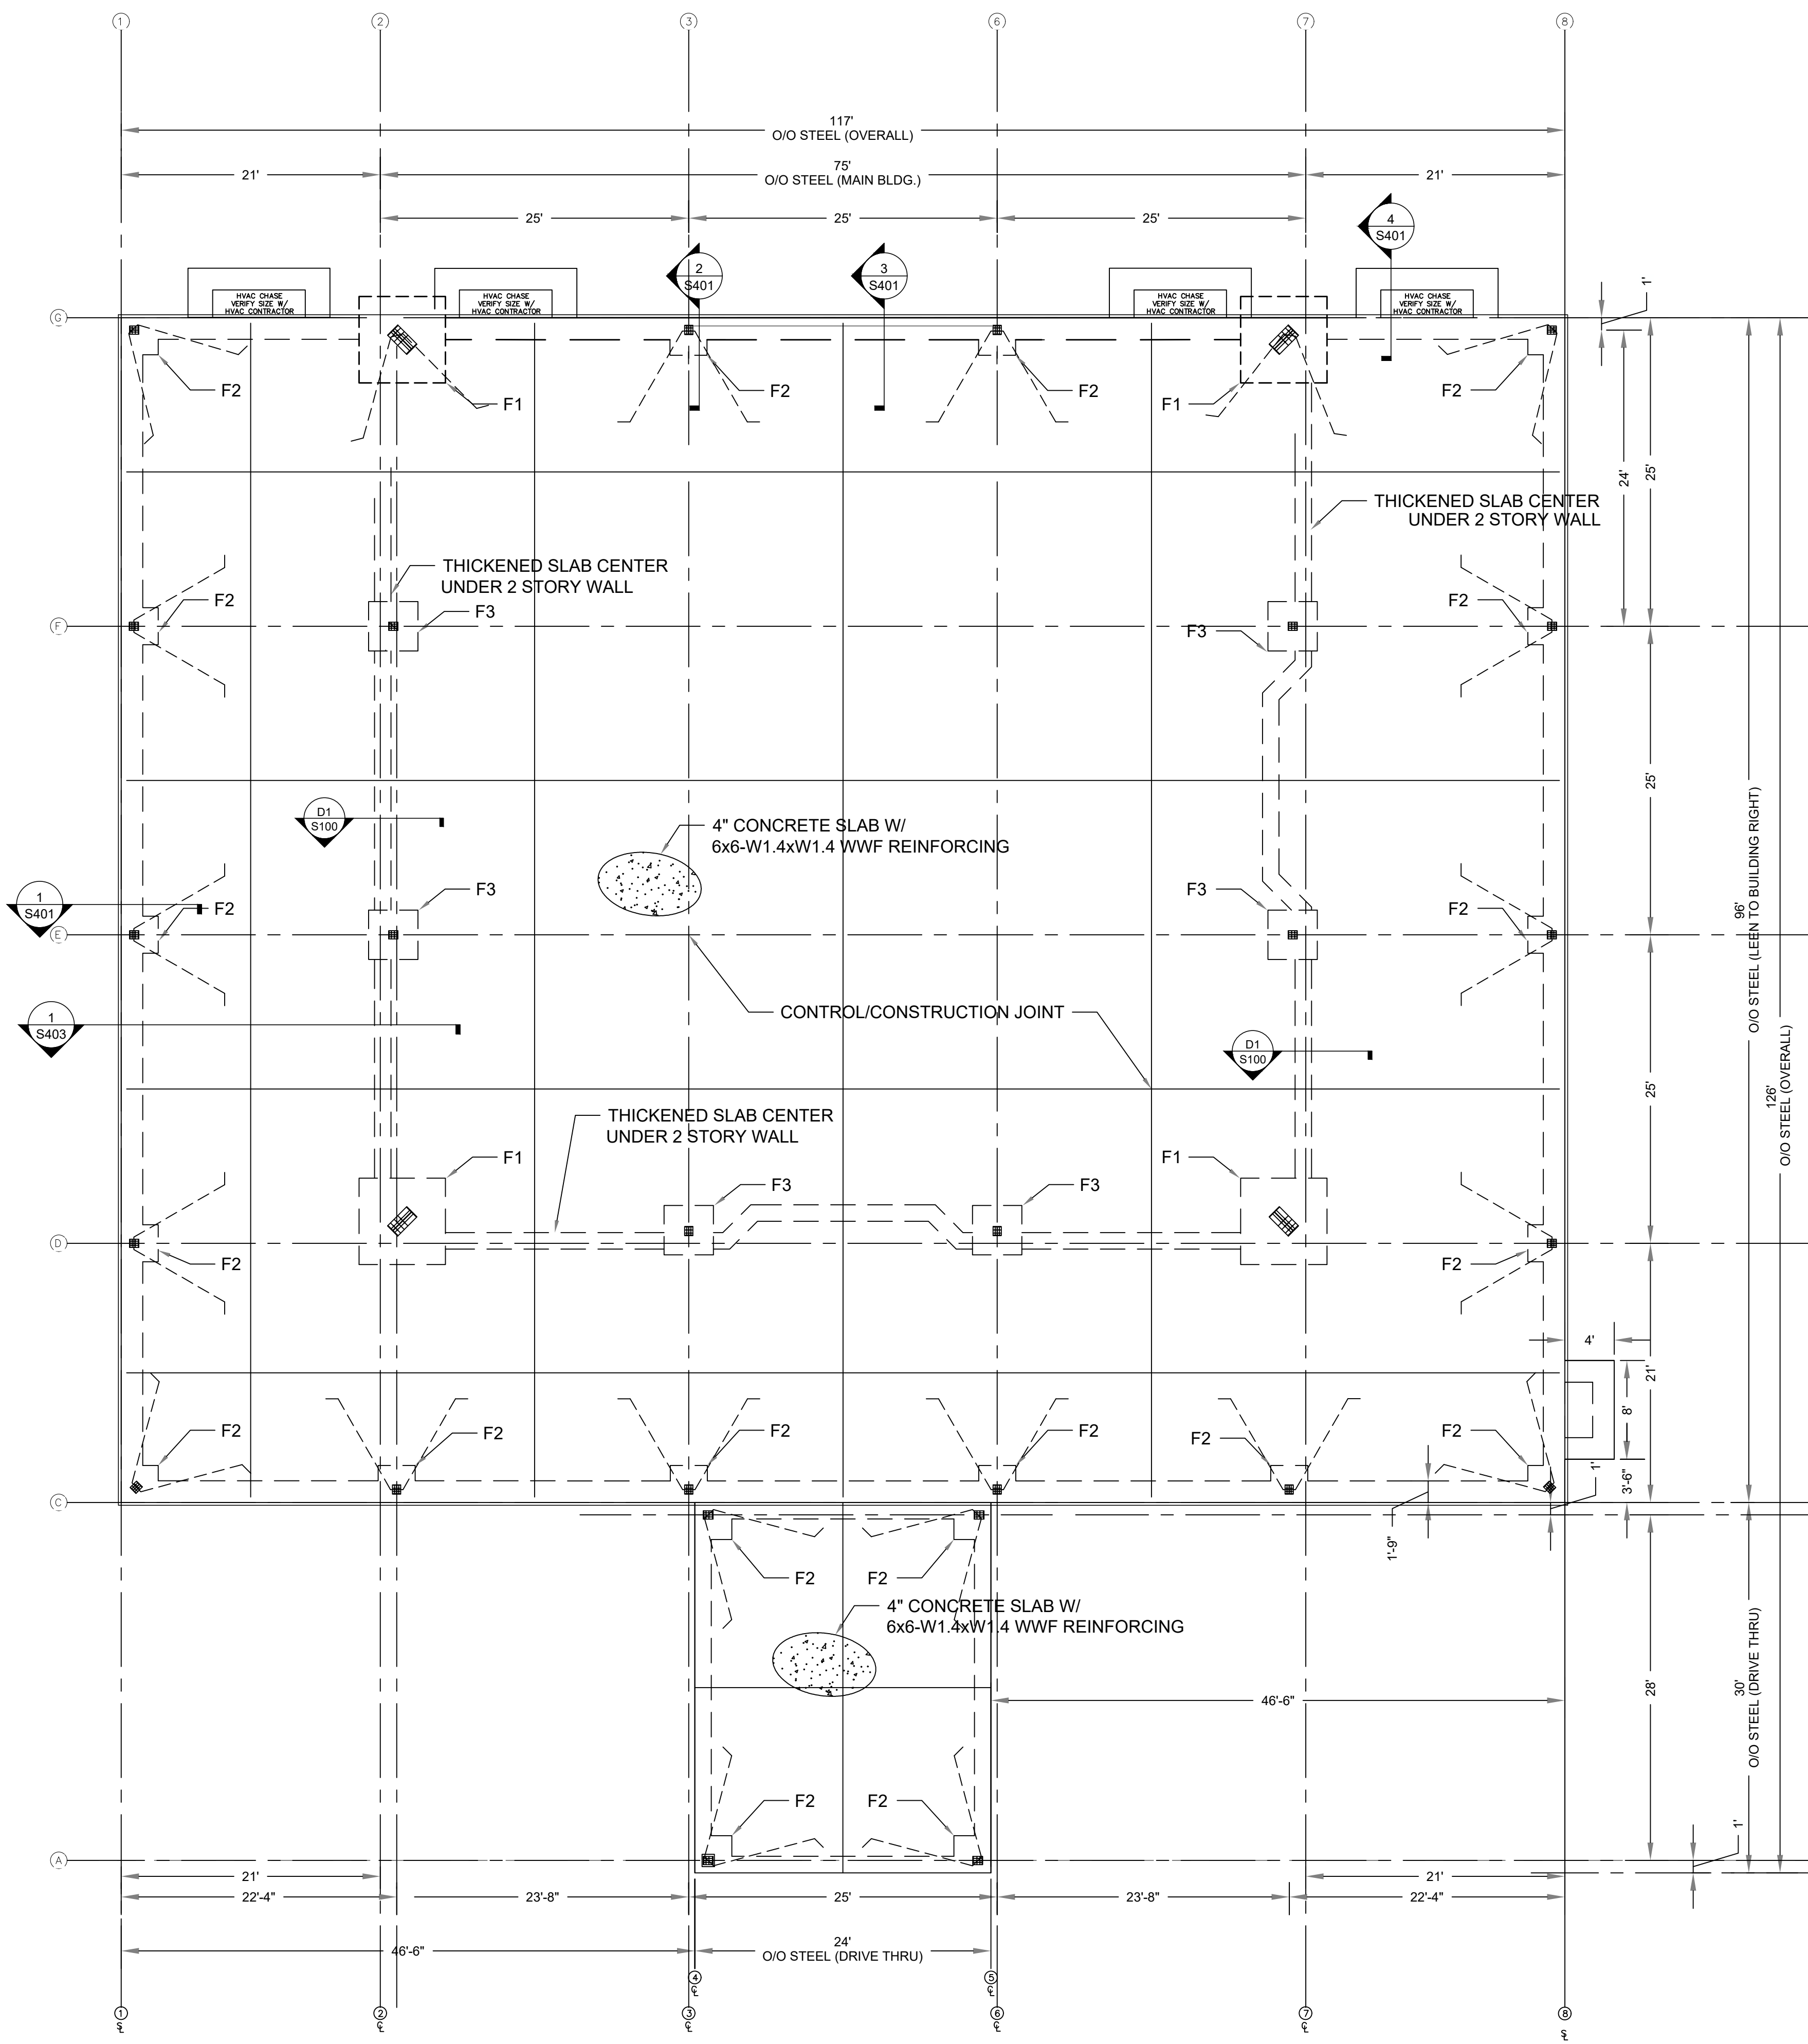 1 2 3 6 7 8
117'
O/O STEEL (OVERALL)
21'
75'
O/O STEEL (MAIN BLDG.)
21'
25'
25'
25'
4
S401
2
S401
3
S401
1'
HVAC CHASE
VERIFY SIZE W/
HVAC CONTRACTOR
HVAC CHASE
VERIFY SIZE W/
HVAC CONTRACTOR
HVAC CHASE
VERIFY SIZE W/
HVAC CONTRACTOR
HVAC CHASE
VERIFY SIZE W/
HVAC CONTRACTOR
G
F2
F1
F2
F2
F1
F2
24'
25'
THICKENED SLAB CENTER
UNDER 2 STORY WALL
THICKENED SLAB CENTER
UNDER 2 STORY WALL
F2
F3
F2
F
F3
25'
D1
S100
4" CONCRETE SLAB W/
6x6-W1.4xW1.4 WWF REINFORCING
F3
F3
1
S401
F2
F2
E
96'
O/O STEEL (LEEN TO BUILDING RIGHT)
CONTROL/CONSTRUCTION JOINT
1
S403
D1
S100
25'
126'
O/O STEEL (OVERALL)
THICKENED SLAB CENTER
UNDER 2 STORY WALL
F1
F1
F3
F3
D
F2
F2
4'
21'
8'
F2
F2
F2
F2
F2
F2
3'-6"
1'
C
1'-9"
F2
F2
4" CONCRETE SLAB W/
6x6-W1.4xW1.4 WWF REINFORCING
28'
30'
O/O STEEL (DRIVE THRU)
46'-6"
F2
F2
1'
A
21'
21'
22'-4"
23'-8"
25'
23'-8"
22'-4"
46'-6"
24'
O/O STEEL (DRIVE THRU)
4 5
1 2 3 6 7 8